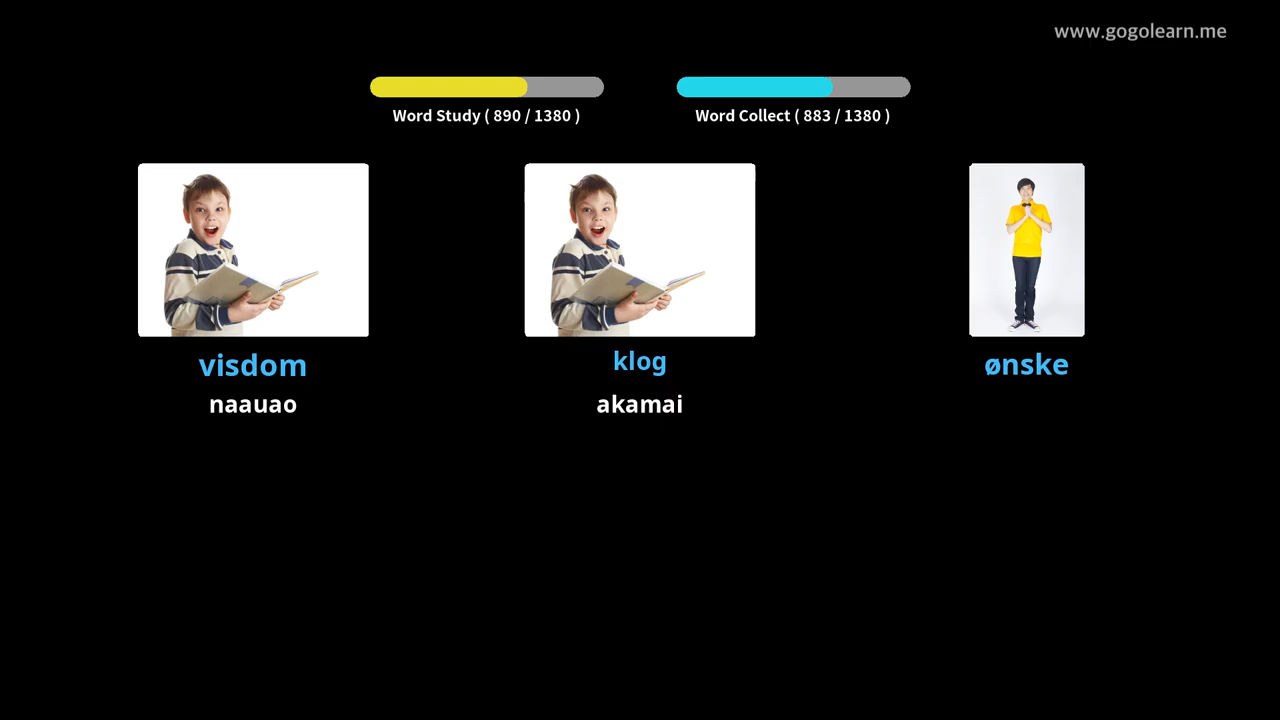 www.gogolearn.me
Word Study ( 890 / 1380 )
Word Collect ( 883 / 1380 )
visdom
naauao
klog
akamai
ønske